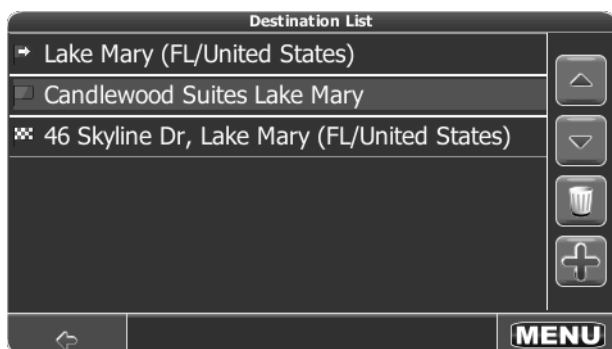 Destination List
Lake Mary (FL/United States)
Candlewood Suites Lake Mary
46 Skyline Dr, Lake Mary (FL/United States)
MENU